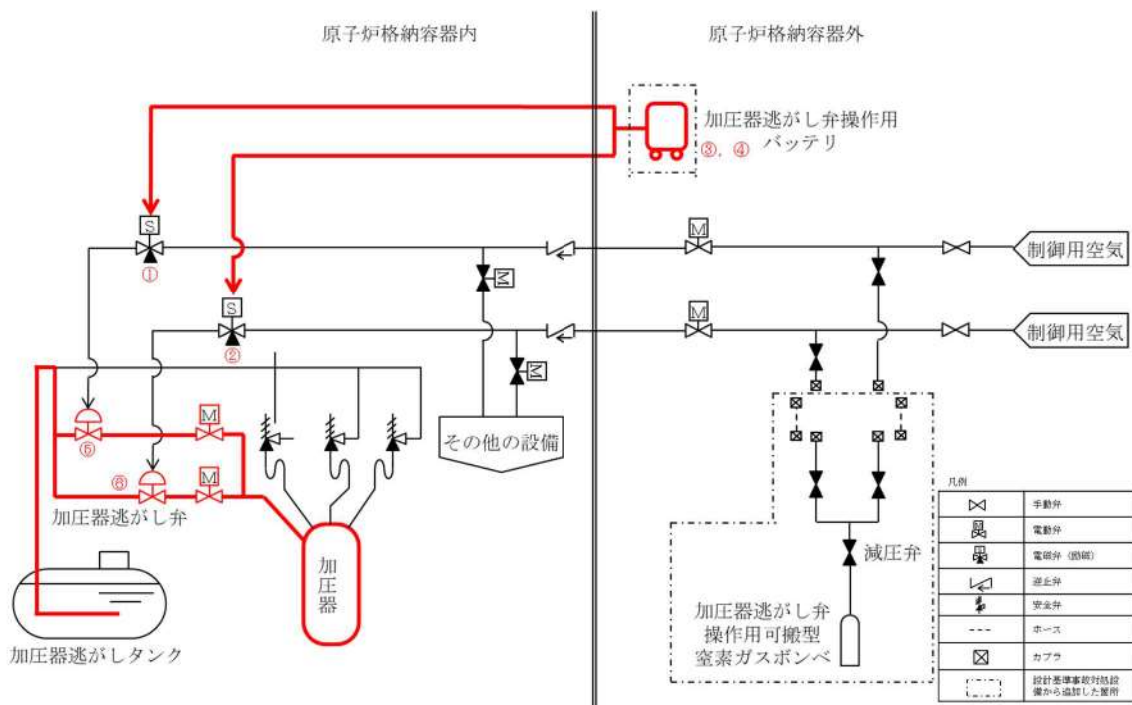 原子炉格納容器内
原子炉格納容器外
加圧器逃がし弁操作用
バッテリ
③，④
S
①
M
制御用空気
M
S
②
M
制御用空気
M
その他の設備
M
⑥
M
⑧
加圧器逃がし弁
加圧器
減圧弁
加圧器逃がし弁
操作用可搬型
窒素ガスボンベ
加圧器逃がしタンク
凡例
手動弁
M
電動弁
電磁弁（励磁）
逆止弁
安全弁
ホース
カプラ
設計基準事故対処設
備から追加した箇所